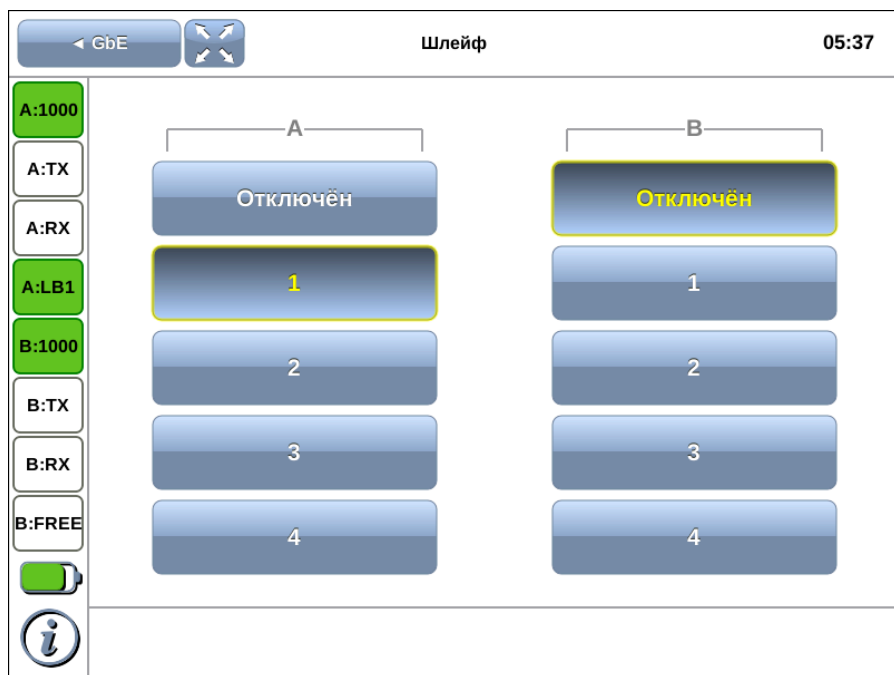 ◄ GbE
Шлейф
05:37
A:1000
A:TX
A:RX
A:LB1
B:1000
B:TX
B:RX
B:FREE
i
A
Отключён
1
2
3
4
B
Отключён
1
2
3
4